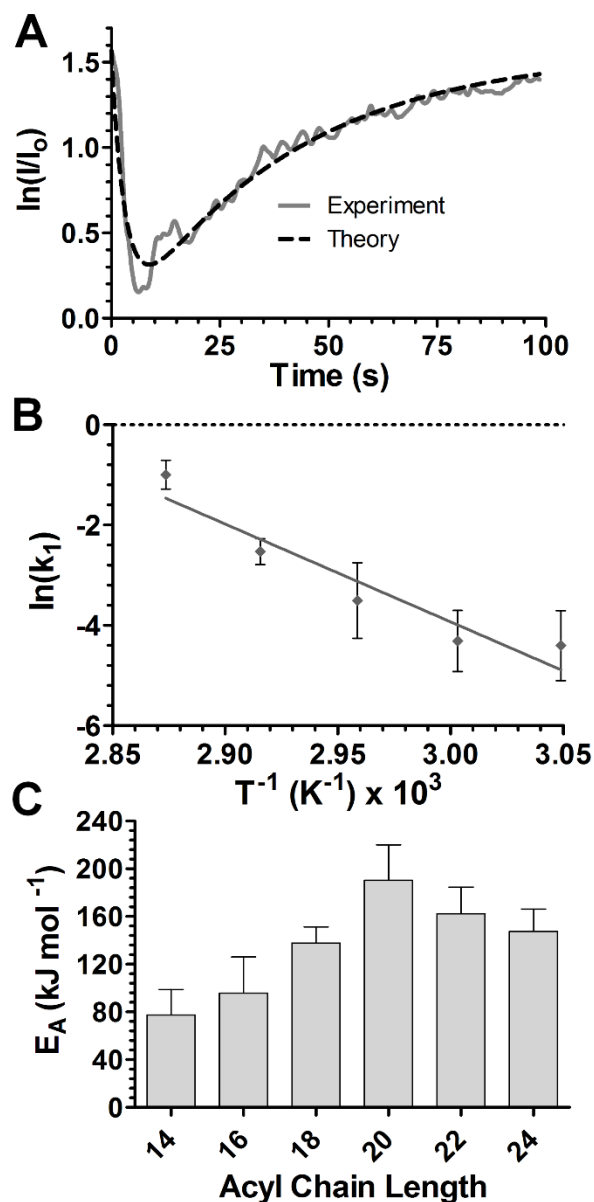 A
ln(I/Io)
1.5
1.0
0.5
0.0
Experiment
Theory
0 25 50 75 100
Time (s)
B
ln(k1)
0
-2
-4
-6
2.85 2.90 2.95 3.00 3.05
T-1 (K-1) x 103
C
EA (kJ mol -1)
240
200
160
120
80
40
0
14 16 18 20 22 24
Acyl Chain Length